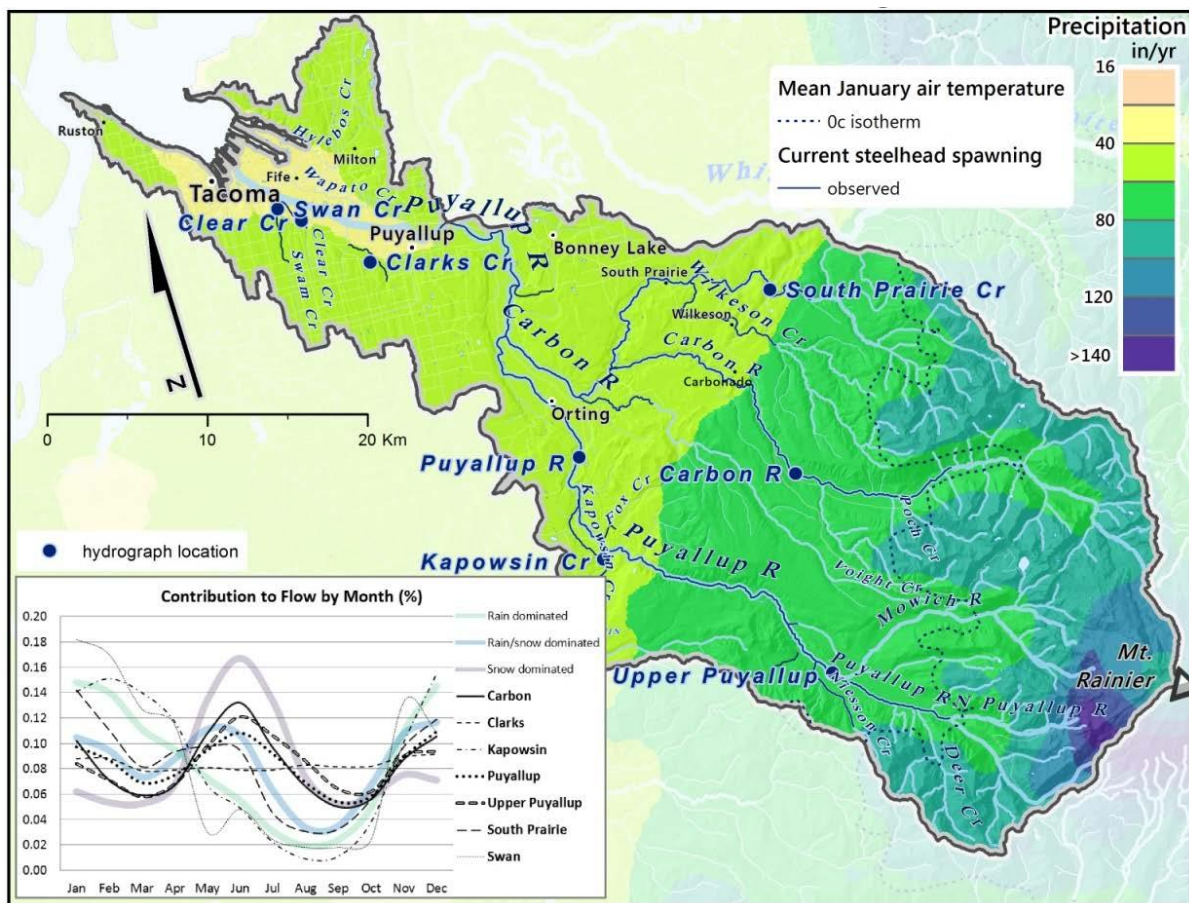 Precipitation
in/yr
16
40
80
120
>140
Mean January air temperature
0c isotherm
Current steelhead spawning
observed
Ruston
Hylebos Cr
Milton
Fife
Wapato Cr
Tacoma
Swan Cr
Clear Cr
Puyallup R
Puyallup
Clarks Cr
Clear Cr
Swam Cr
Bonney Lake
South Prairie
Wilkeson Cr
South Prairie Cr
Wilkeson
Carbon R
Carbon R
Carbonado
Orting
N
0 10 20 Km
Puyallup R
Carbon R
Fox Cr
Kapowsin
Poch Cr
Kapowsin Cr
Puyallup R
Voight Cr
Mowich R
Mt.
Rainier
Upper Puyallup
Puyallup R
N Puyallup R
Niesson Cr
Deer Cr
hydrograph location
Contribution to Flow by Month (%)
0.20
0.18
0.16
0.14
0.12
0.10
0.08
0.06
0.04
0.02
0.00
Jan Feb Mar Apr May Jun Jul Aug Sep Oct Nov Dec
Rain dominated
Rain/snow dominated
Snow dominated
Carbon
Clarks
Kapowsin
Puyallup
Upper Puyallup
South Prairie
Swan